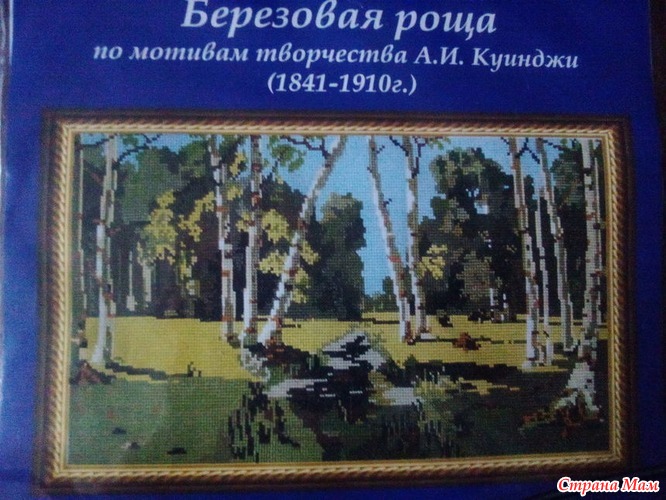 Березовая роща
по мотивам творчества А.И. Куинджи
(1841-1910г.)
Страна Мам